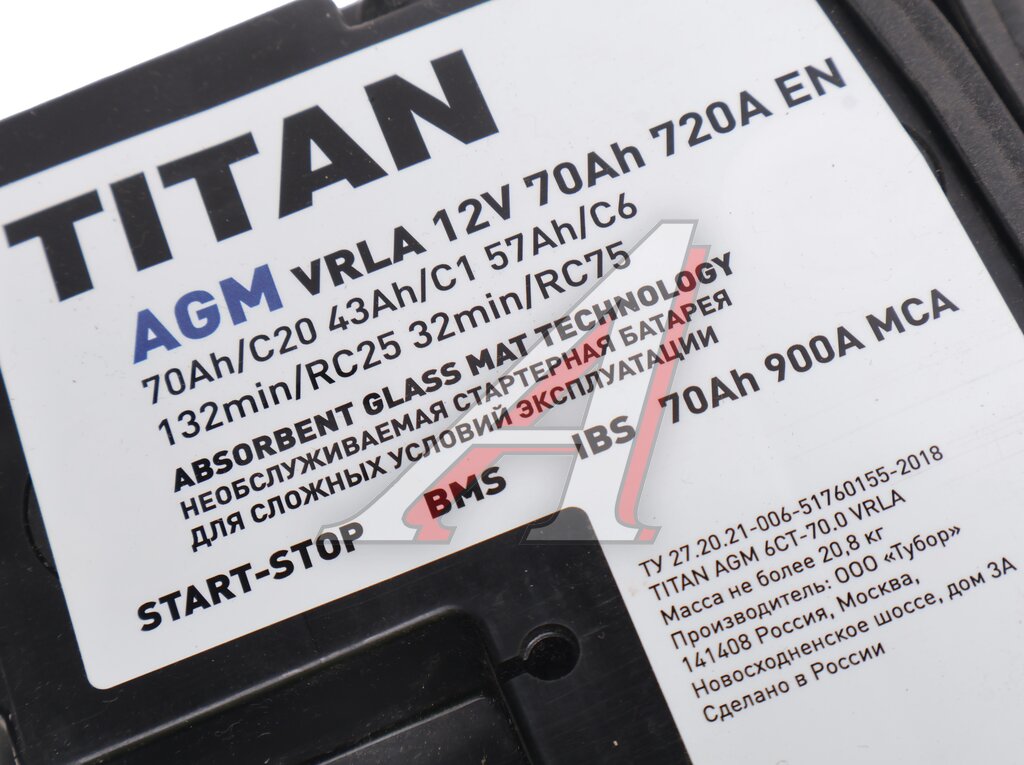 TITAN
AGM VRLA 12V 70Ah 720A EN
70Ah/C20 43Ah/C1 57Ah/C6
132min/RC25 32min/RC75
ABSORBENT GLASS MAT TECHNOLOGY
НЕОБСЛУЖИВАЕМАЯ СТАРТЕРНАЯ БАТАРЕЯ
ДЛЯ СЛОЖНЫХ УСЛОВИЙ ЭКСПЛУАТАЦИИ
START-STOP BMS IBS 70Ah 900A MCA
ТУ 27.20.21-006-51760155-2018
TITAN AGM 6СТ-70.0 VRLA
Масса не более 20,8 кг
Производитель: ООО «Тубор»
141408 Россия, Москва,
Новосходненское шоссе, дом 3А
Сделано в России